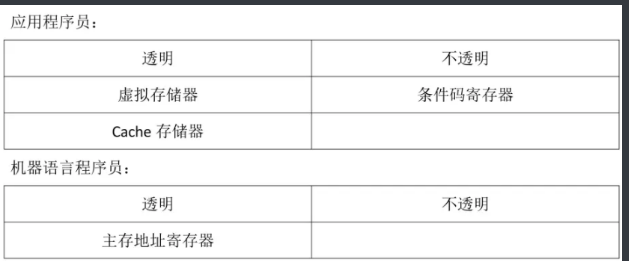 应用程序员：
透明 不透明
虚拟存储器 条件码寄存器
Cache 存储器
机器语言程序员：
透明 不透明
主存地址寄存器